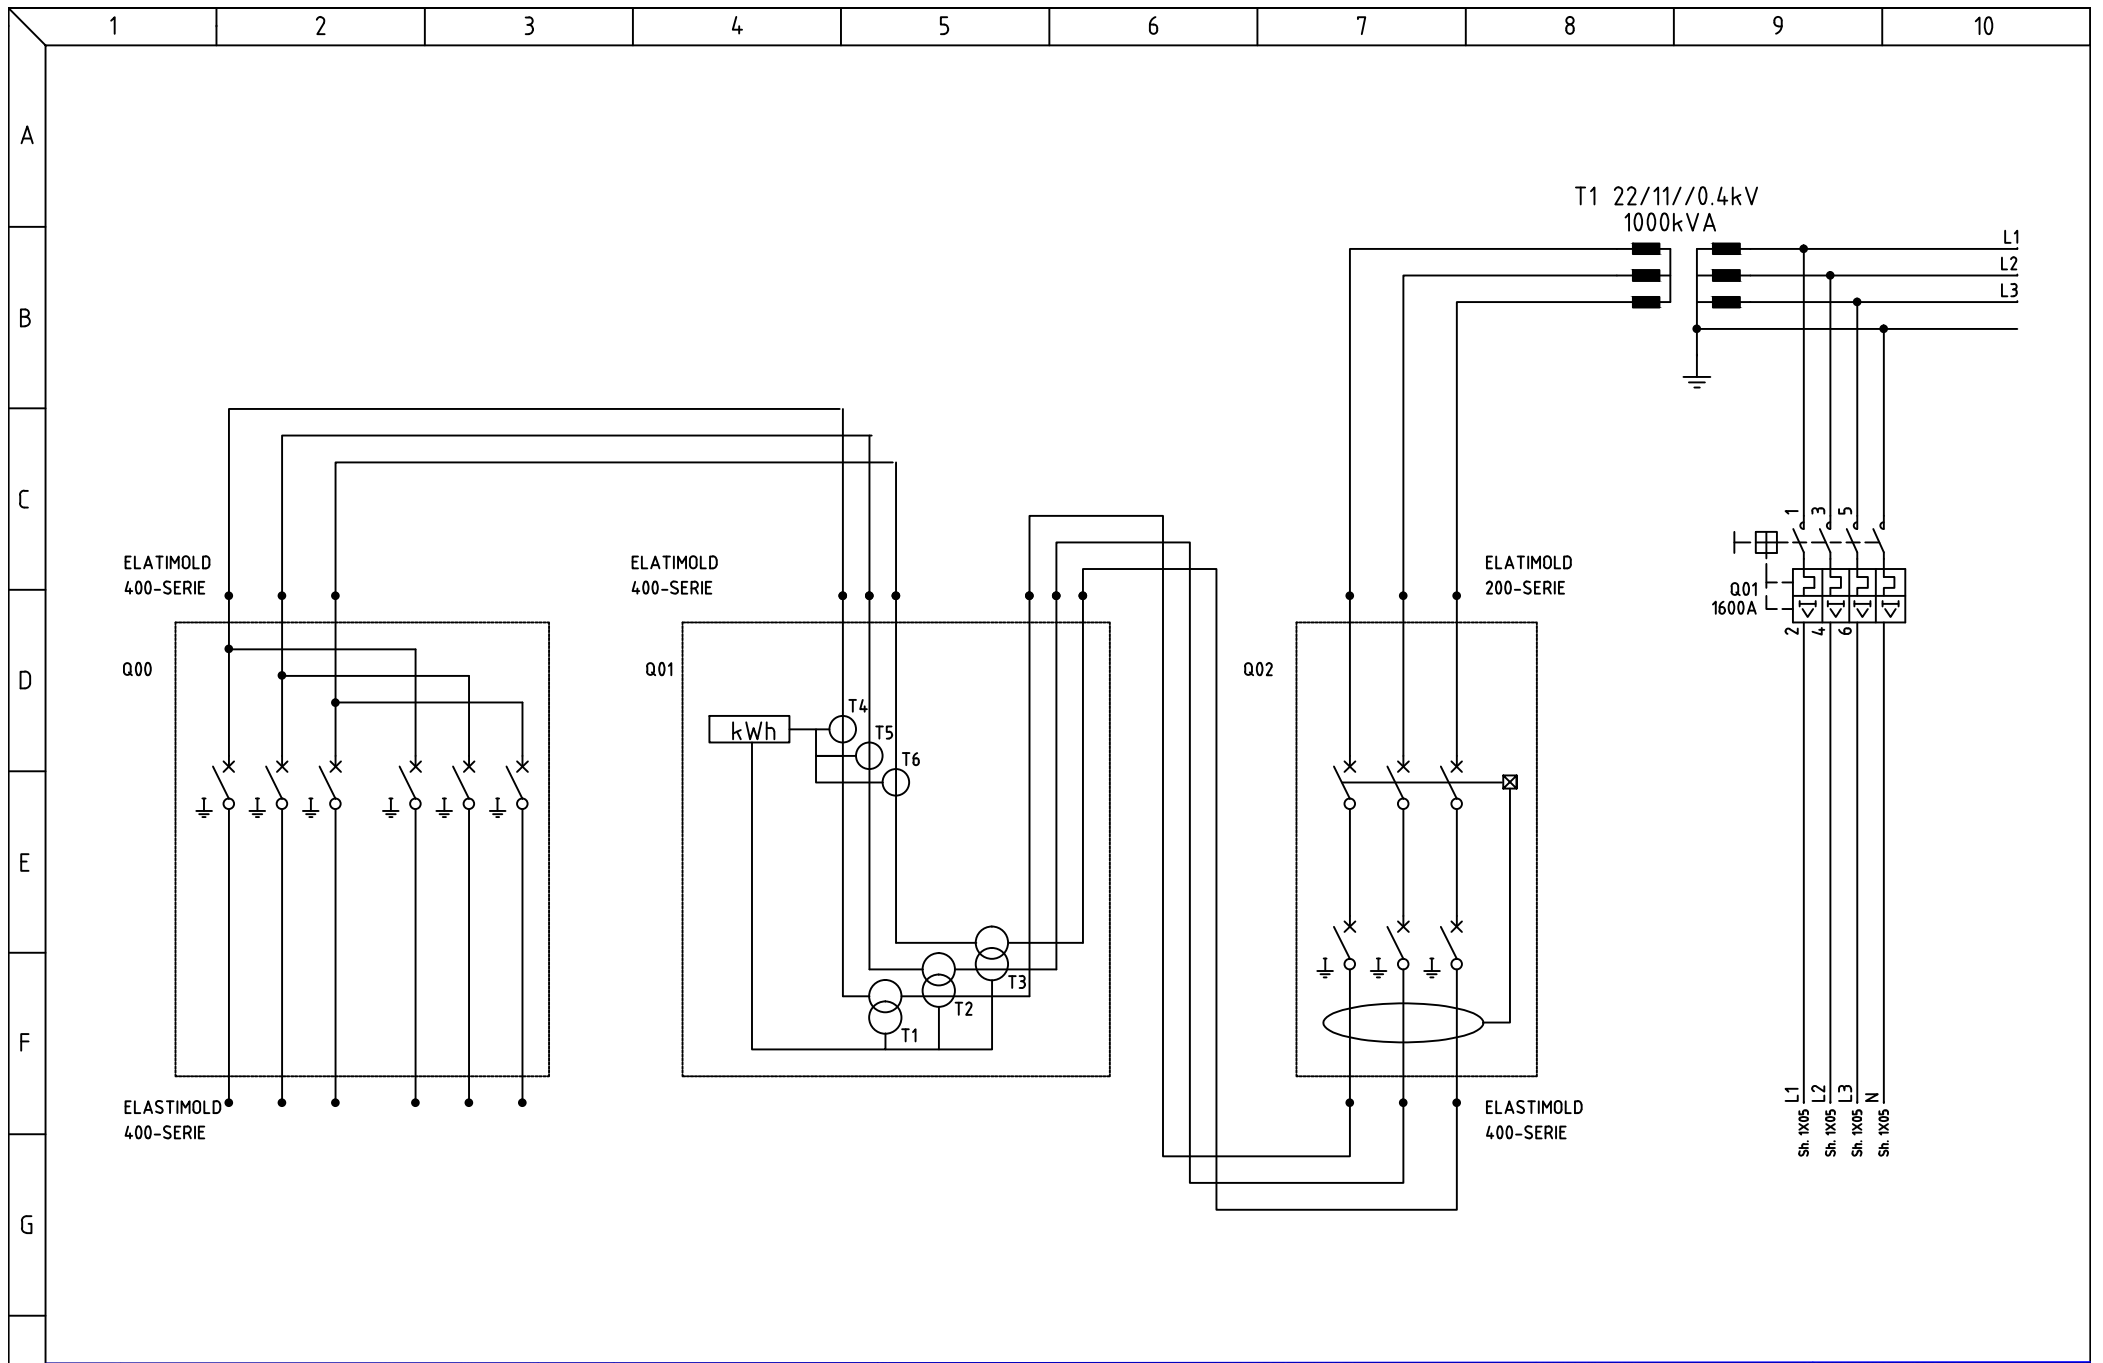 1 2 3 4 5 6 7 8 9 10
A
T1 22/11//0.4kV
1000kVA
L1
L2
L3
B
C
1 3 5
ELATIMOLD
400-SERIE
ELATIMOLD
400-SERIE
ELATIMOLD
200-SERIE
Q01
1600A
2 4 6
Q00
Q01
Q02
D
kWh
T4
T5
T6
E
T3
T2
T1
F
ELASTIMOLD
400-SERIE
ELASTIMOLD
400-SERIE
L1
L2
L3
N
Sh. 1X05
Sh. 1X05
Sh. 1X05
Sh. 1X05
G